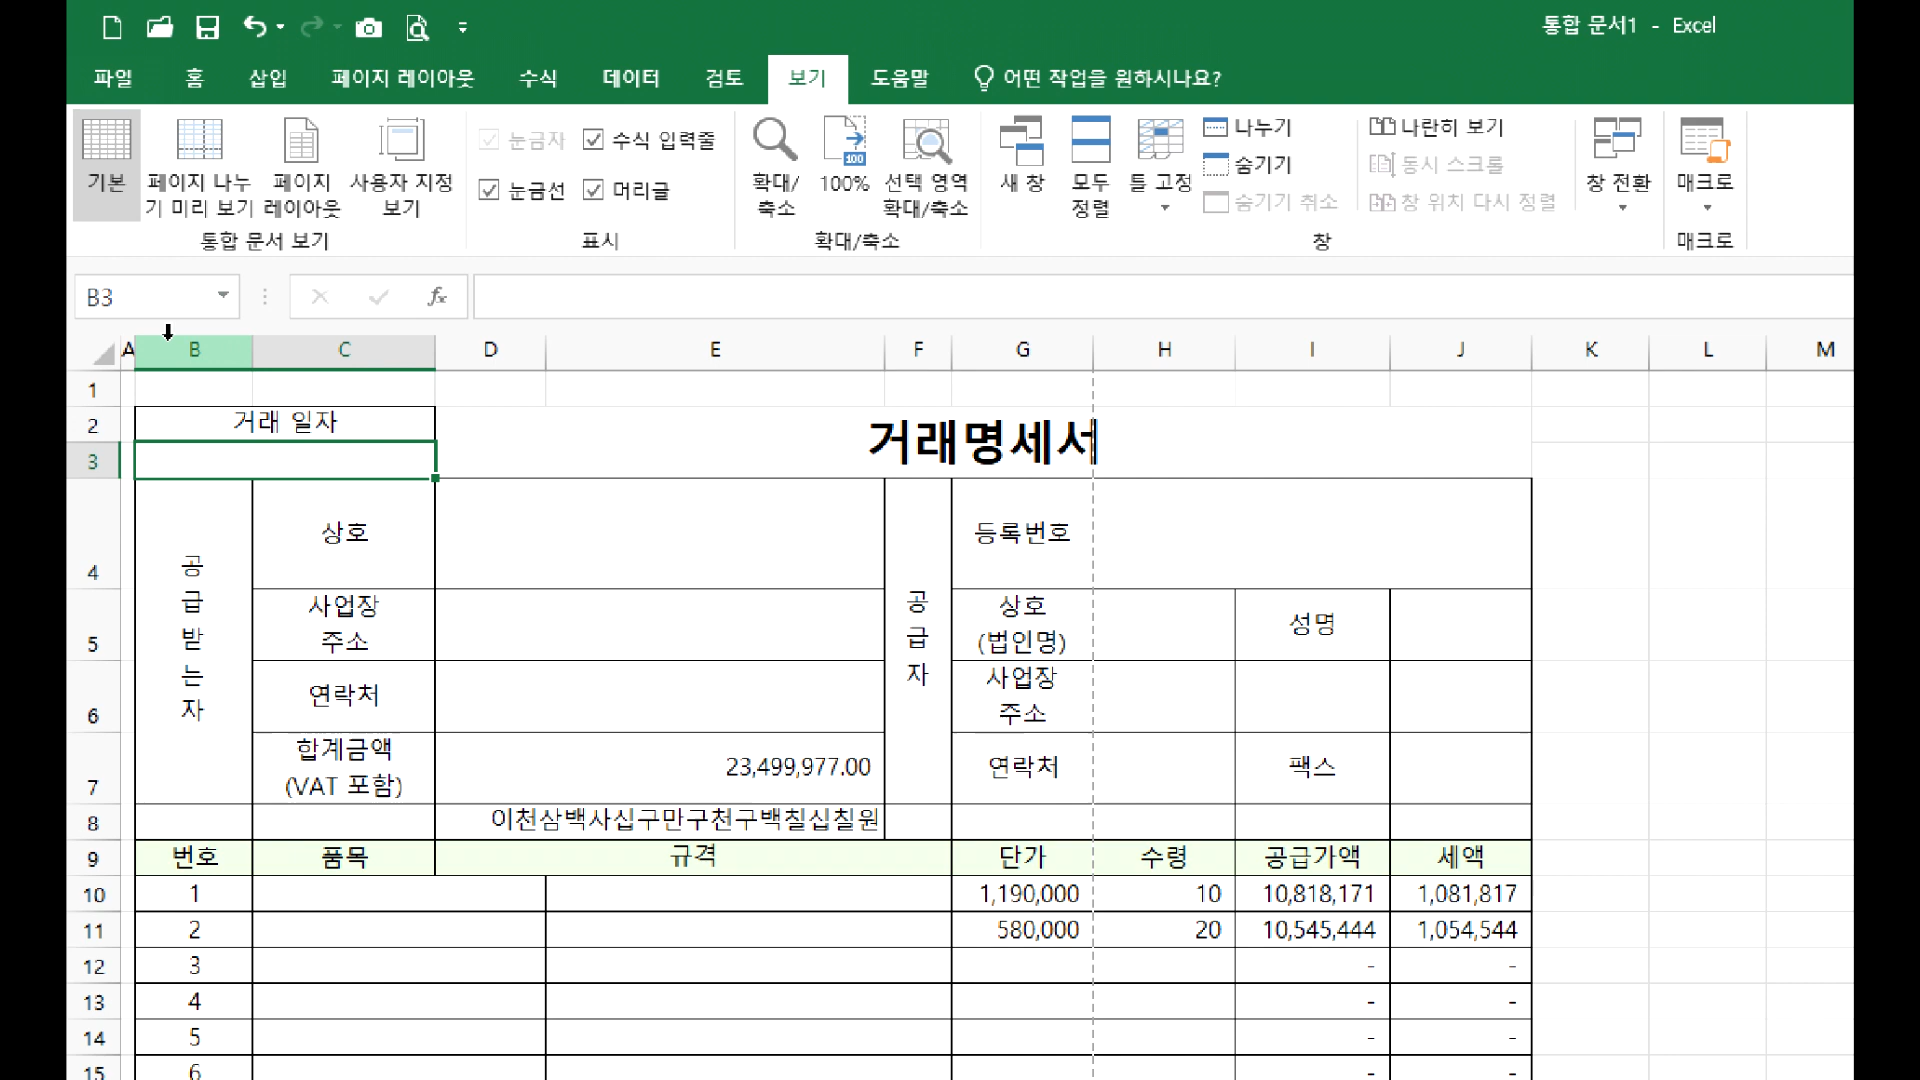 통합 문서1 - Excel
파일 홈 삽입 페이지 레이아웃 수식 데이터 검토 보기 도움말 어떤 작업을 원하시나요?
기본
페이지 나누기 미리 보기
페이지 레이아웃
사용자 지정 보기
통합 문서 보기
눈금자
수식 입력줄
눈금선
머리글
표시
확대/축소
100%
100
선택 영역 확대/축소
확대/축소
새 창
모두 정렬
틀 고정
나누기
숨기기
숨기기 취소
나란히 보기
동시 스크롤
창 위치 다시 정렬
창 전환
창
매크로
매크로
B3
fx
A B C D E F G H I J K L M
1
2 거래 일자 거래명세서
3
4 상호 등록번호
공급받는자
공급자
5 사업장 주소 상호 (법인명) 성명
6 연락처 사업장 주소
7 합계금액 (VAT 포함) 23,499,977.00 연락처 팩스
8 이천삼백사십구만구천구백칠십칠원
9 번호 품목 규격 단가 수령 공급가액 세액
10 1 1,190,000 10 10,818,171 1,081,817
11 2 580,000 20 10,545,444 1,054,544
12 3 - -
13 4 - -
14 5 - -
15 6 - -